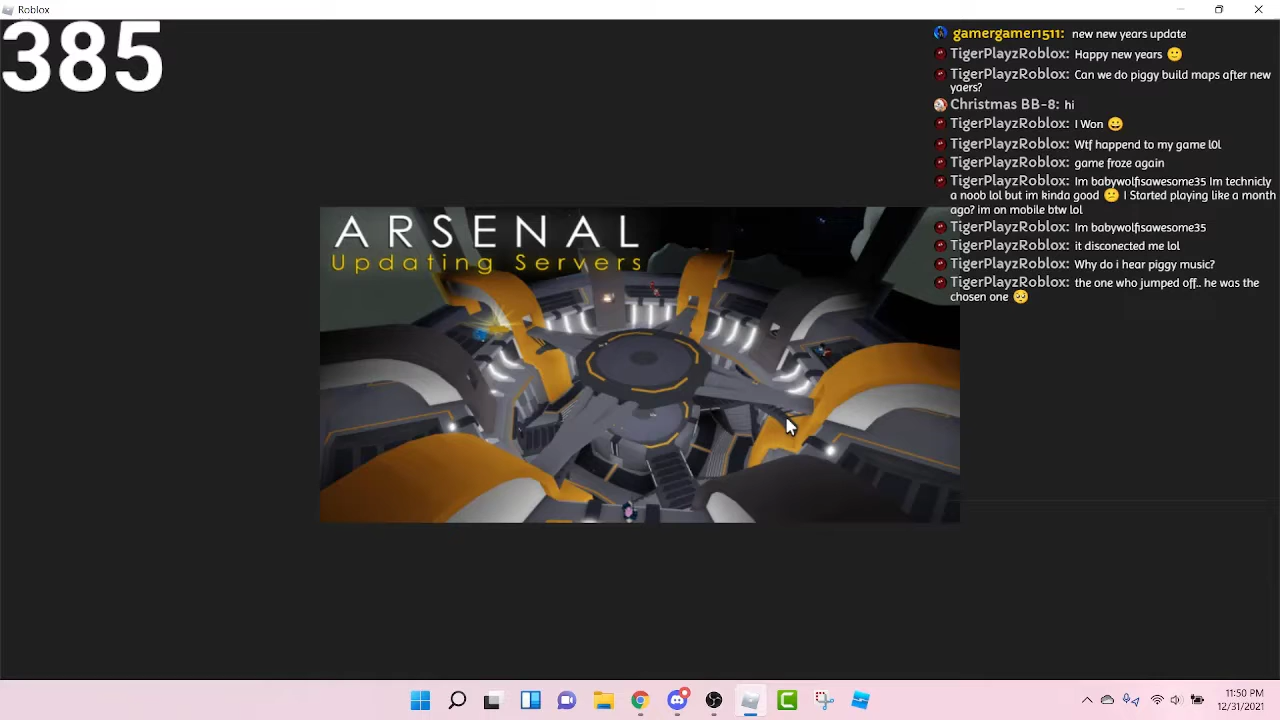 Roblox
385
ARSENAL
Updating Servers
gamergamer1511: new new years update
TigerPlayzRoblox: Happy new years 🙂
TigerPlayzRoblox: Can we do piggy build maps after new
yaers?
Christmas BB-8: hi
TigerPlayzRoblox: I Won 😀
TigerPlayzRoblox: Wtf happend to my game l0l
TigerPlayzRoblox: game froze again
TigerPlayzRoblox: Im babywolfisawesome35 Im technicly
a noob lol but im kinda good 🙁 I Started playing like a month
ago? im on mobile btw lol
TigerPlayzRoblox: Im babywolfisawesome35
TigerPlayzRoblox: it disconected me lol
TigerPlayzRoblox: Why do i hear piggy music?
TigerPlayzRoblox: the one who jumped off.. he was the
chosen one 🥺
11:50 PM
12/31/2021